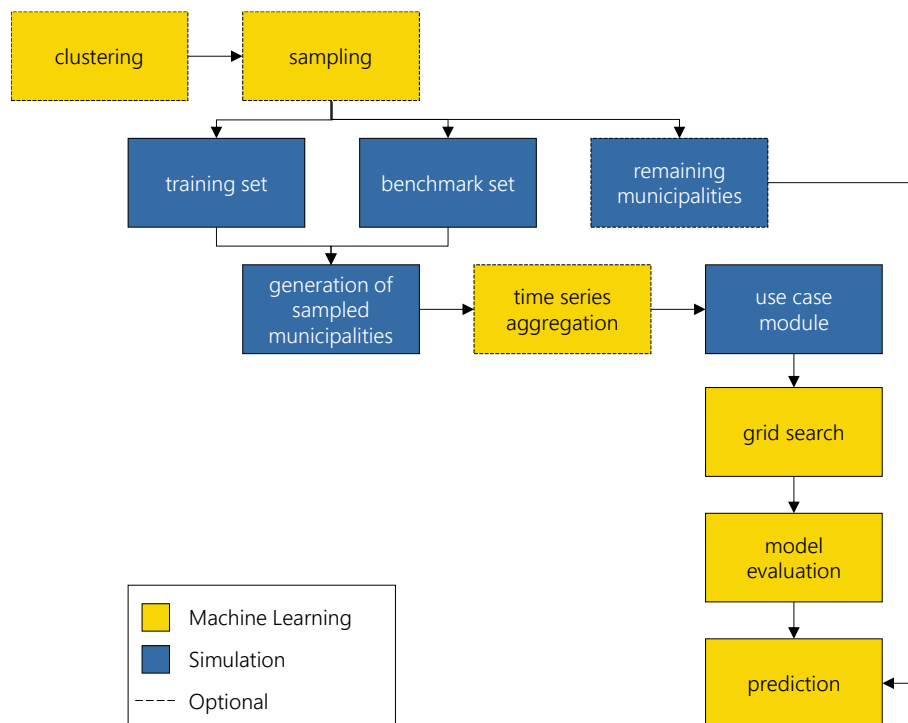 clustering
sampling
training set
benchmark set
remaining
municipalities
generation of
sampled
municipalities
time series
aggregation
use case
module
grid search
model
evaluation
prediction
Machine Learning
Simulation
Optional